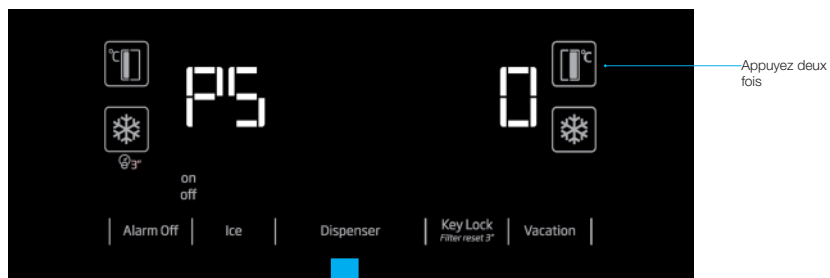 °C
PS
0
°C
Appuyez deux
fois
3"
on
off
Alarm Off
Ice
Dispenser
Key Lock
Filter reset 3"
Vacation